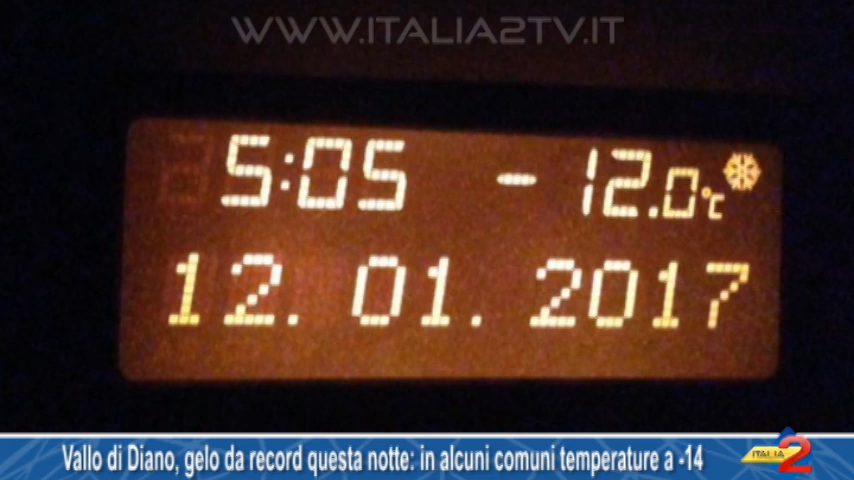 WWW.ITALIA2TV.IT
5:05 -12.0°C
12. 01. 2017
Vallo di Diano, gelo da record questa notte: in alcuni comuni temperature a -14
ITALIA 2